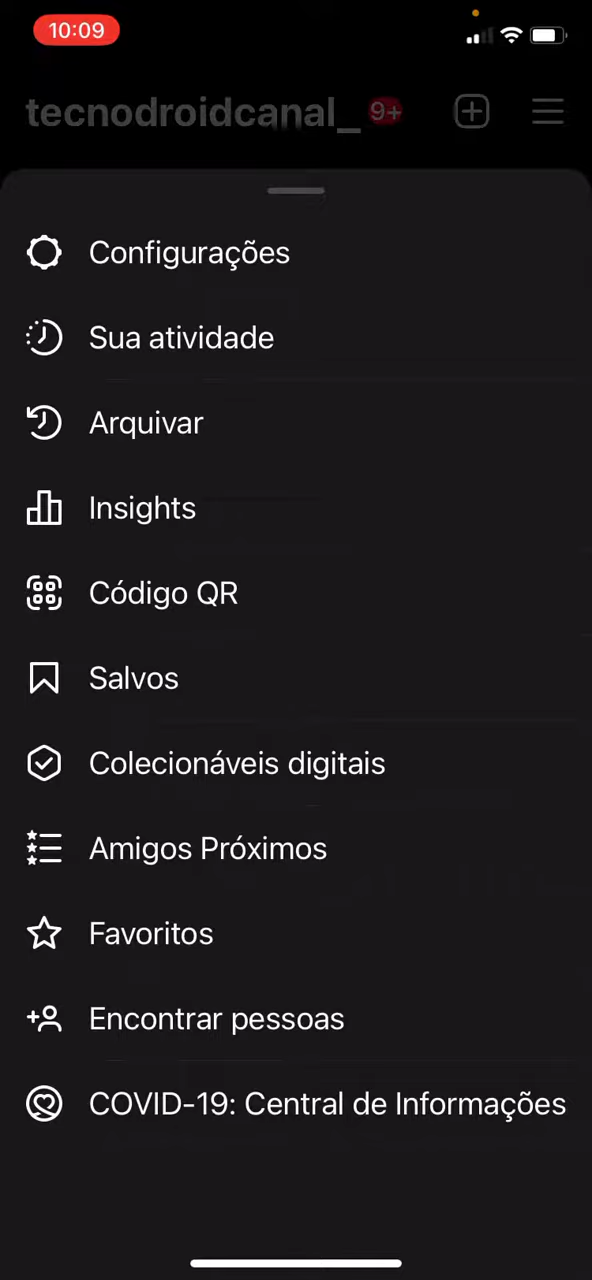 10:09
tecnodroidcanal_ 9+
Configurações
Sua atividade
Arquivar
Insights
Código QR
Salvos
Colecionáveis digitais
Amigos Próximos
Favoritos
Encontrar pessoas
COVID-19: Central de Informações